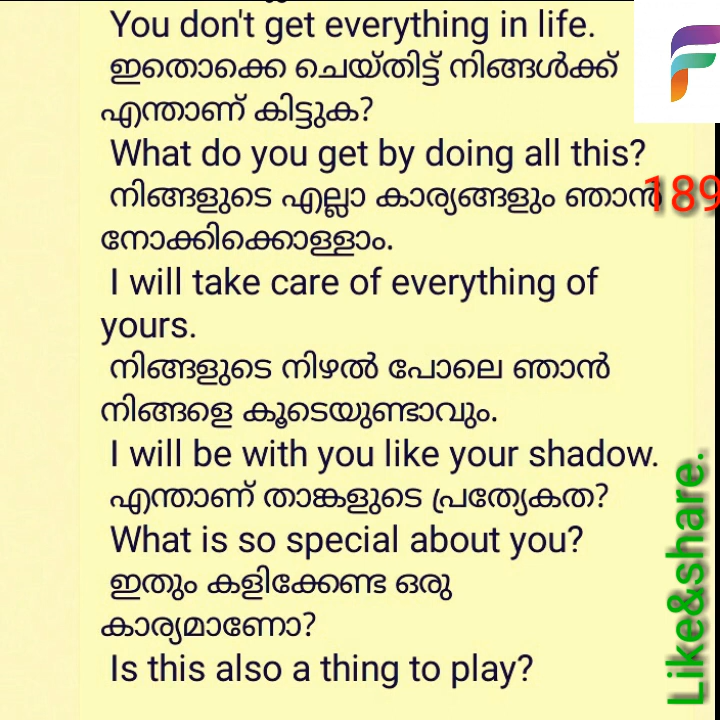 You don't get everything in life.
ഇതൊക്കെ ചെയ്തിട്ട് നിങ്ങൾക്ക്
എന്താണ് കിട്ടുക?
What do you get by doing all this?
നിങ്ങളുടെ എല്ലാ കാര്യങ്ങളും ഞാൻ
189
നോക്കിക്കൊള്ളാം.
I will take care of everything of
yours.
നിങ്ങളുടെ നിഴൽ പോലെ ഞാൻ
നിങ്ങളെ കൂടെയുണ്ടാവും.
I will be with you like your shadow.
എന്താണ് താങ്കളുടെ പ്രത്യേകത?
What is so special about you?
ഇതും കളിക്കേണ്ട ഒരു
കാര്യമാണോ?
Is this also a thing to play?
Like&share.